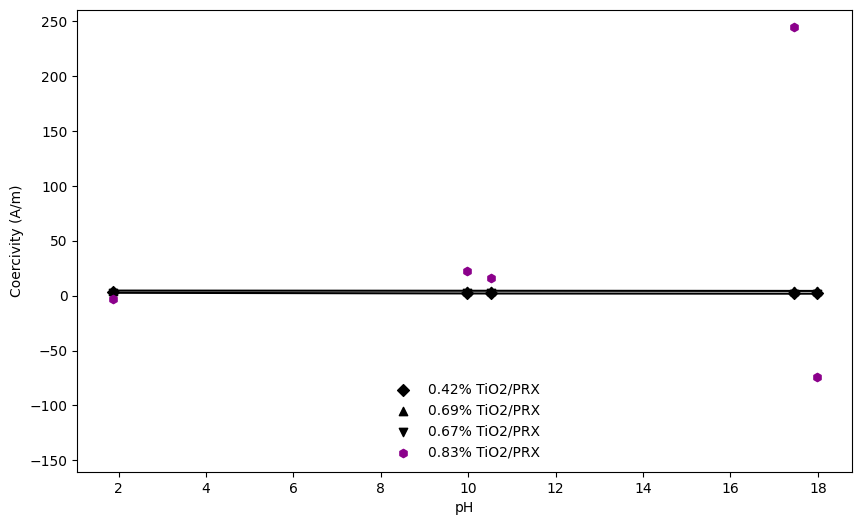 250
200
150
100
50
0
−50
−100
−150
Coercivity (A/m)
0.42% TiO2/PRX
0.69% TiO2/PRX
0.67% TiO2/PRX
0.83% TiO2/PRX
2 4 6 8 10 12 14 16 18
pH